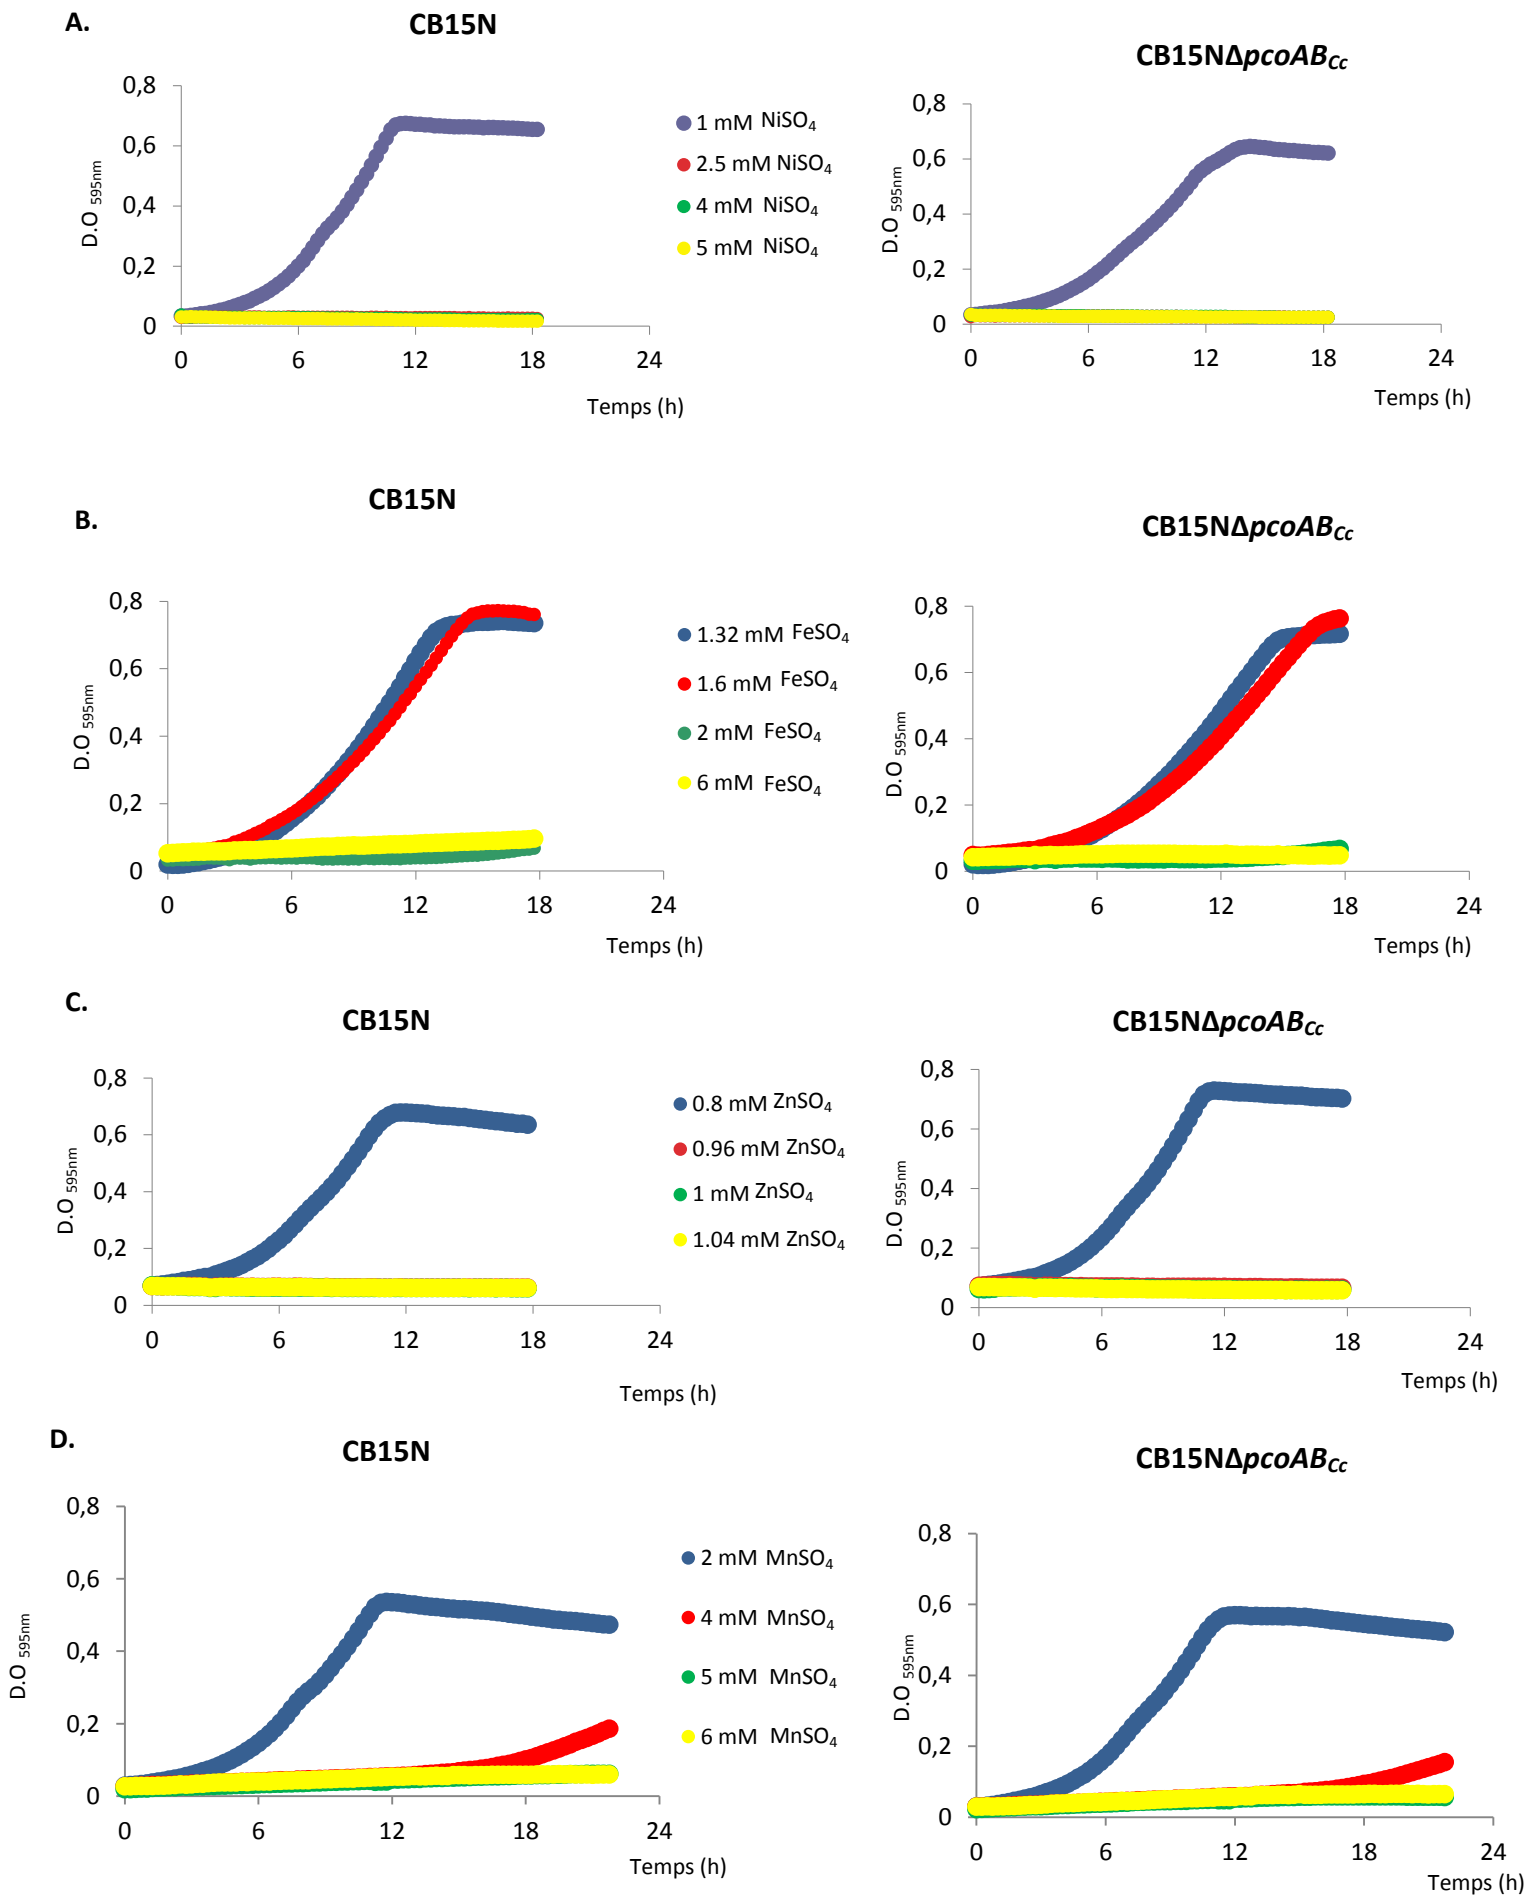 A.
CB15N
CB15NΔpcoAB_Cc
0,8
0,6
0,4
0,2
0
D.O 595nm
0 6 12 18 24
Temps (h)
1 mM NiSO4
2.5 mM NiSO4
4 mM NiSO4
5 mM NiSO4
0,8
0,6
0,4
0,2
0
D.O 595nm
0 6 12 18 24
Temps (h)
B.
CB15N
CB15NΔpcoAB_Cc
0,8
0,6
0,4
0,2
0
D.O 595nm
0 6 12 18 24
Temps (h)
1.32 mM FeSO4
1.6 mM FeSO4
2 mM FeSO4
6 mM FeSO4
0,8
0,6
0,4
0,2
0
D.O 595nm
0 6 12 18 24
Temps (h)
C.
CB15N
CB15NΔpcoAB_Cc
0,8
0,6
0,4
0,2
0
D.O 595nm
0 6 12 18 24
Temps (h)
0.8 mM ZnSO4
0.96 mM ZnSO4
1 mM ZnSO4
1.04 mM ZnSO4
0,8
0,6
0,4
0,2
0
D.O 595nm
0 6 12 18 24
Temps (h)
D.
CB15N
CB15NΔpcoAB_Cc
0,8
0,6
0,4
0,2
0
D.O 595nm
0 6 12 18 24
Temps (h)
2 mM MnSO4
4 mM MnSO4
5 mM MnSO4
6 mM MnSO4
0,8
0,6
0,4
0,2
0
D.O 595nm
0 6 12 18 24
Temps (h)